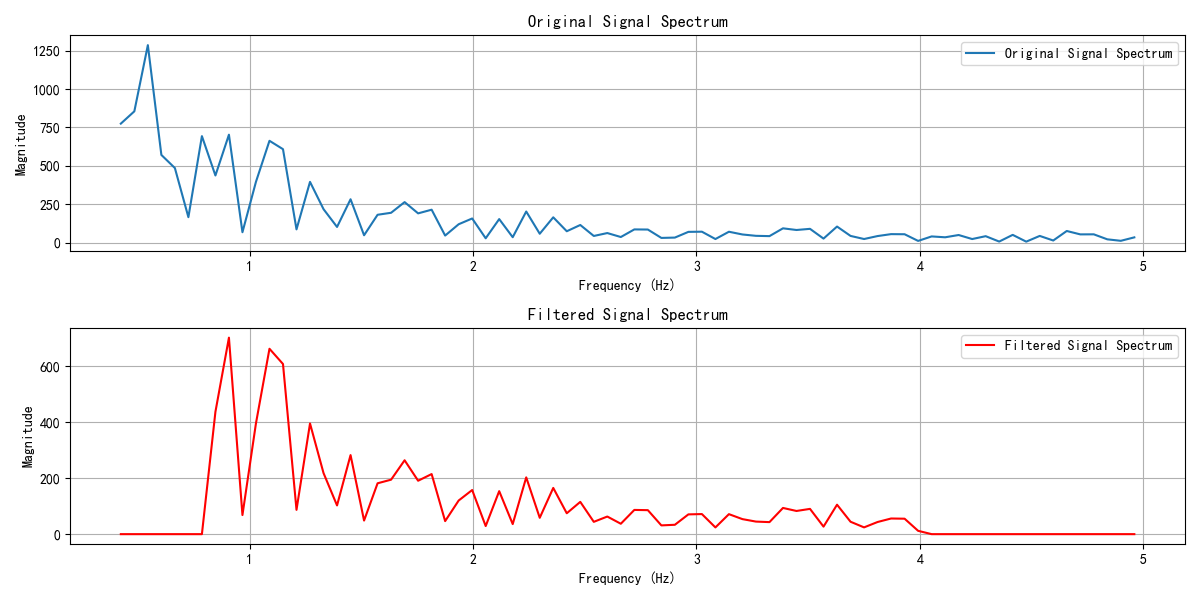 Original Signal Spectrum
1250
1000
750
500
250
0
Magnitude
Original Signal Spectrum
1 2 3 4 5
Frequency (Hz)
Filtered Signal Spectrum
600
400
200
0
Magnitude
Filtered Signal Spectrum
1 2 3 4 5
Frequency (Hz)